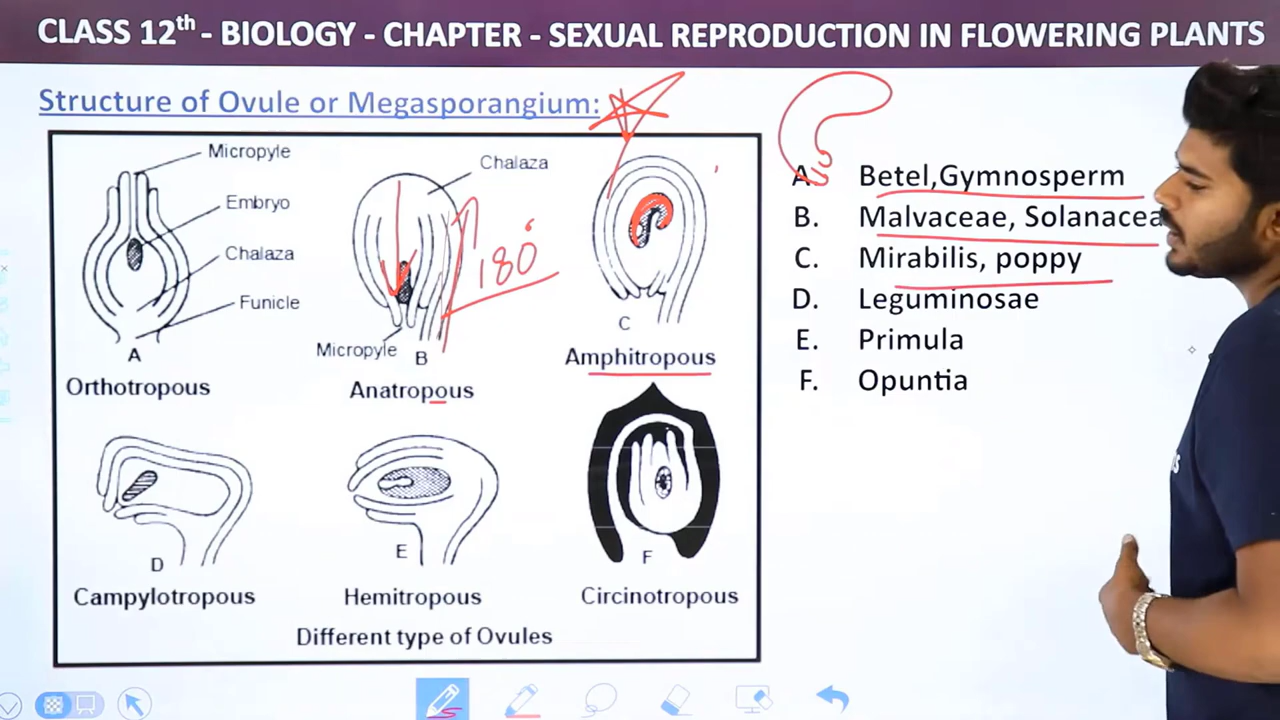 CLASS 12th - BIOLOGY - CHAPTER - SEXUAL REPRODUCTION IN FLOWERING PLANTS
Structure of Ovule or Megasporangium:
Micropyle
Embryo
Chalaza
Funicle
A
Orthotropous
Chalaza
180°
Micropyle
B
Anatropous
C
Amphitropous
D
Campylotropous
E
Hemitropous
F
Circinotropous
Different type of Ovules
A. Betel,Gymnosperm
B. Malvaceae, Solanacea
C. Mirabilis, poppy
D. Leguminosae
E. Primula
F. Opuntia